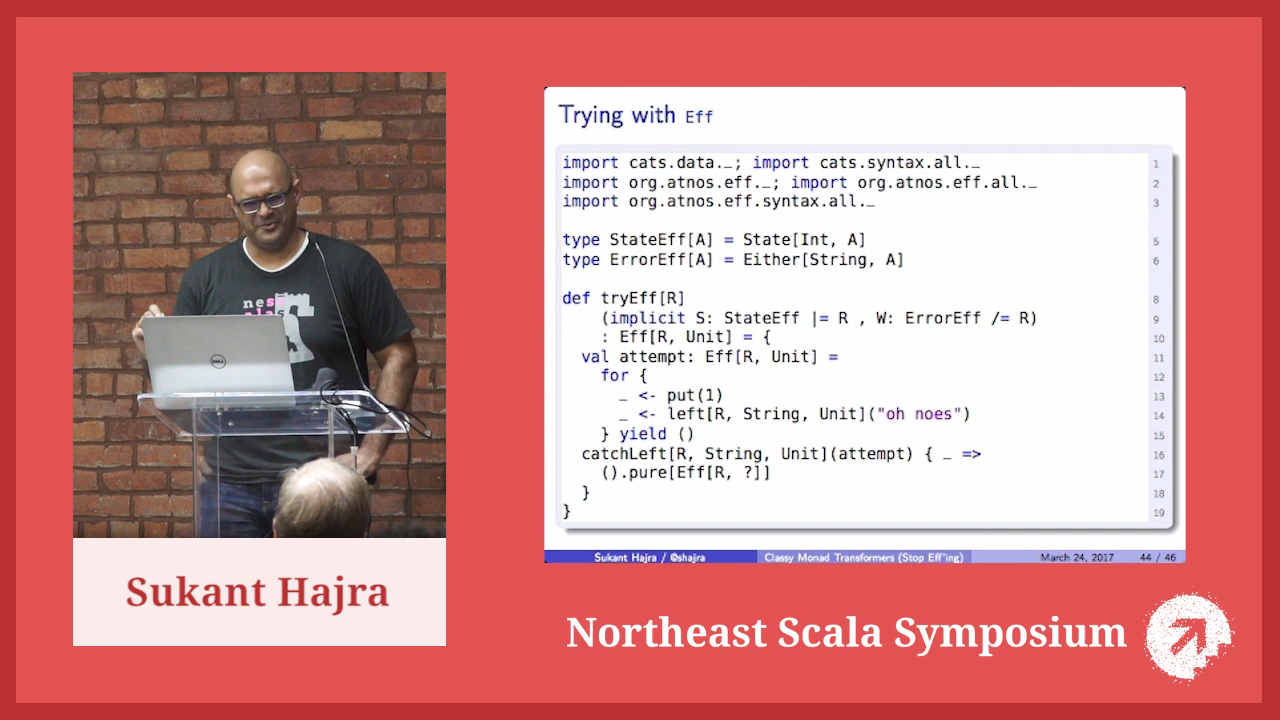 DELL
Sukant Hajra
Trying with Eff
import cats.data._; import cats.syntax.all._ 1
import org.atnos.eff._; import org.atnos.eff.all._ 2
import org.atnos.eff.syntax.all._ 3
type StateEff[A] = State[Int, A] 5
type ErrorEff[A] = Either[String, A] 6
def tryEff[R] 8
(implicit S: StateEff |= R , W: ErrorEff /= R) 9
: Eff[R, Unit] = { 10
val attempt: Eff[R, Unit] = 11
for { 12
_ <- put(1) 13
_ <- left[R, String, Unit]("oh noes") 14
} yield () 15
catchLeft[R, String, Unit](attempt) { _ => 16
().pure[Eff[R, ?]] 17
} 18
} 19
Sukant Hajra / @shajra Classy Monad Transformers (Stop Eff'ing) March 24, 2017 44 / 46
Northeast Scala Symposium